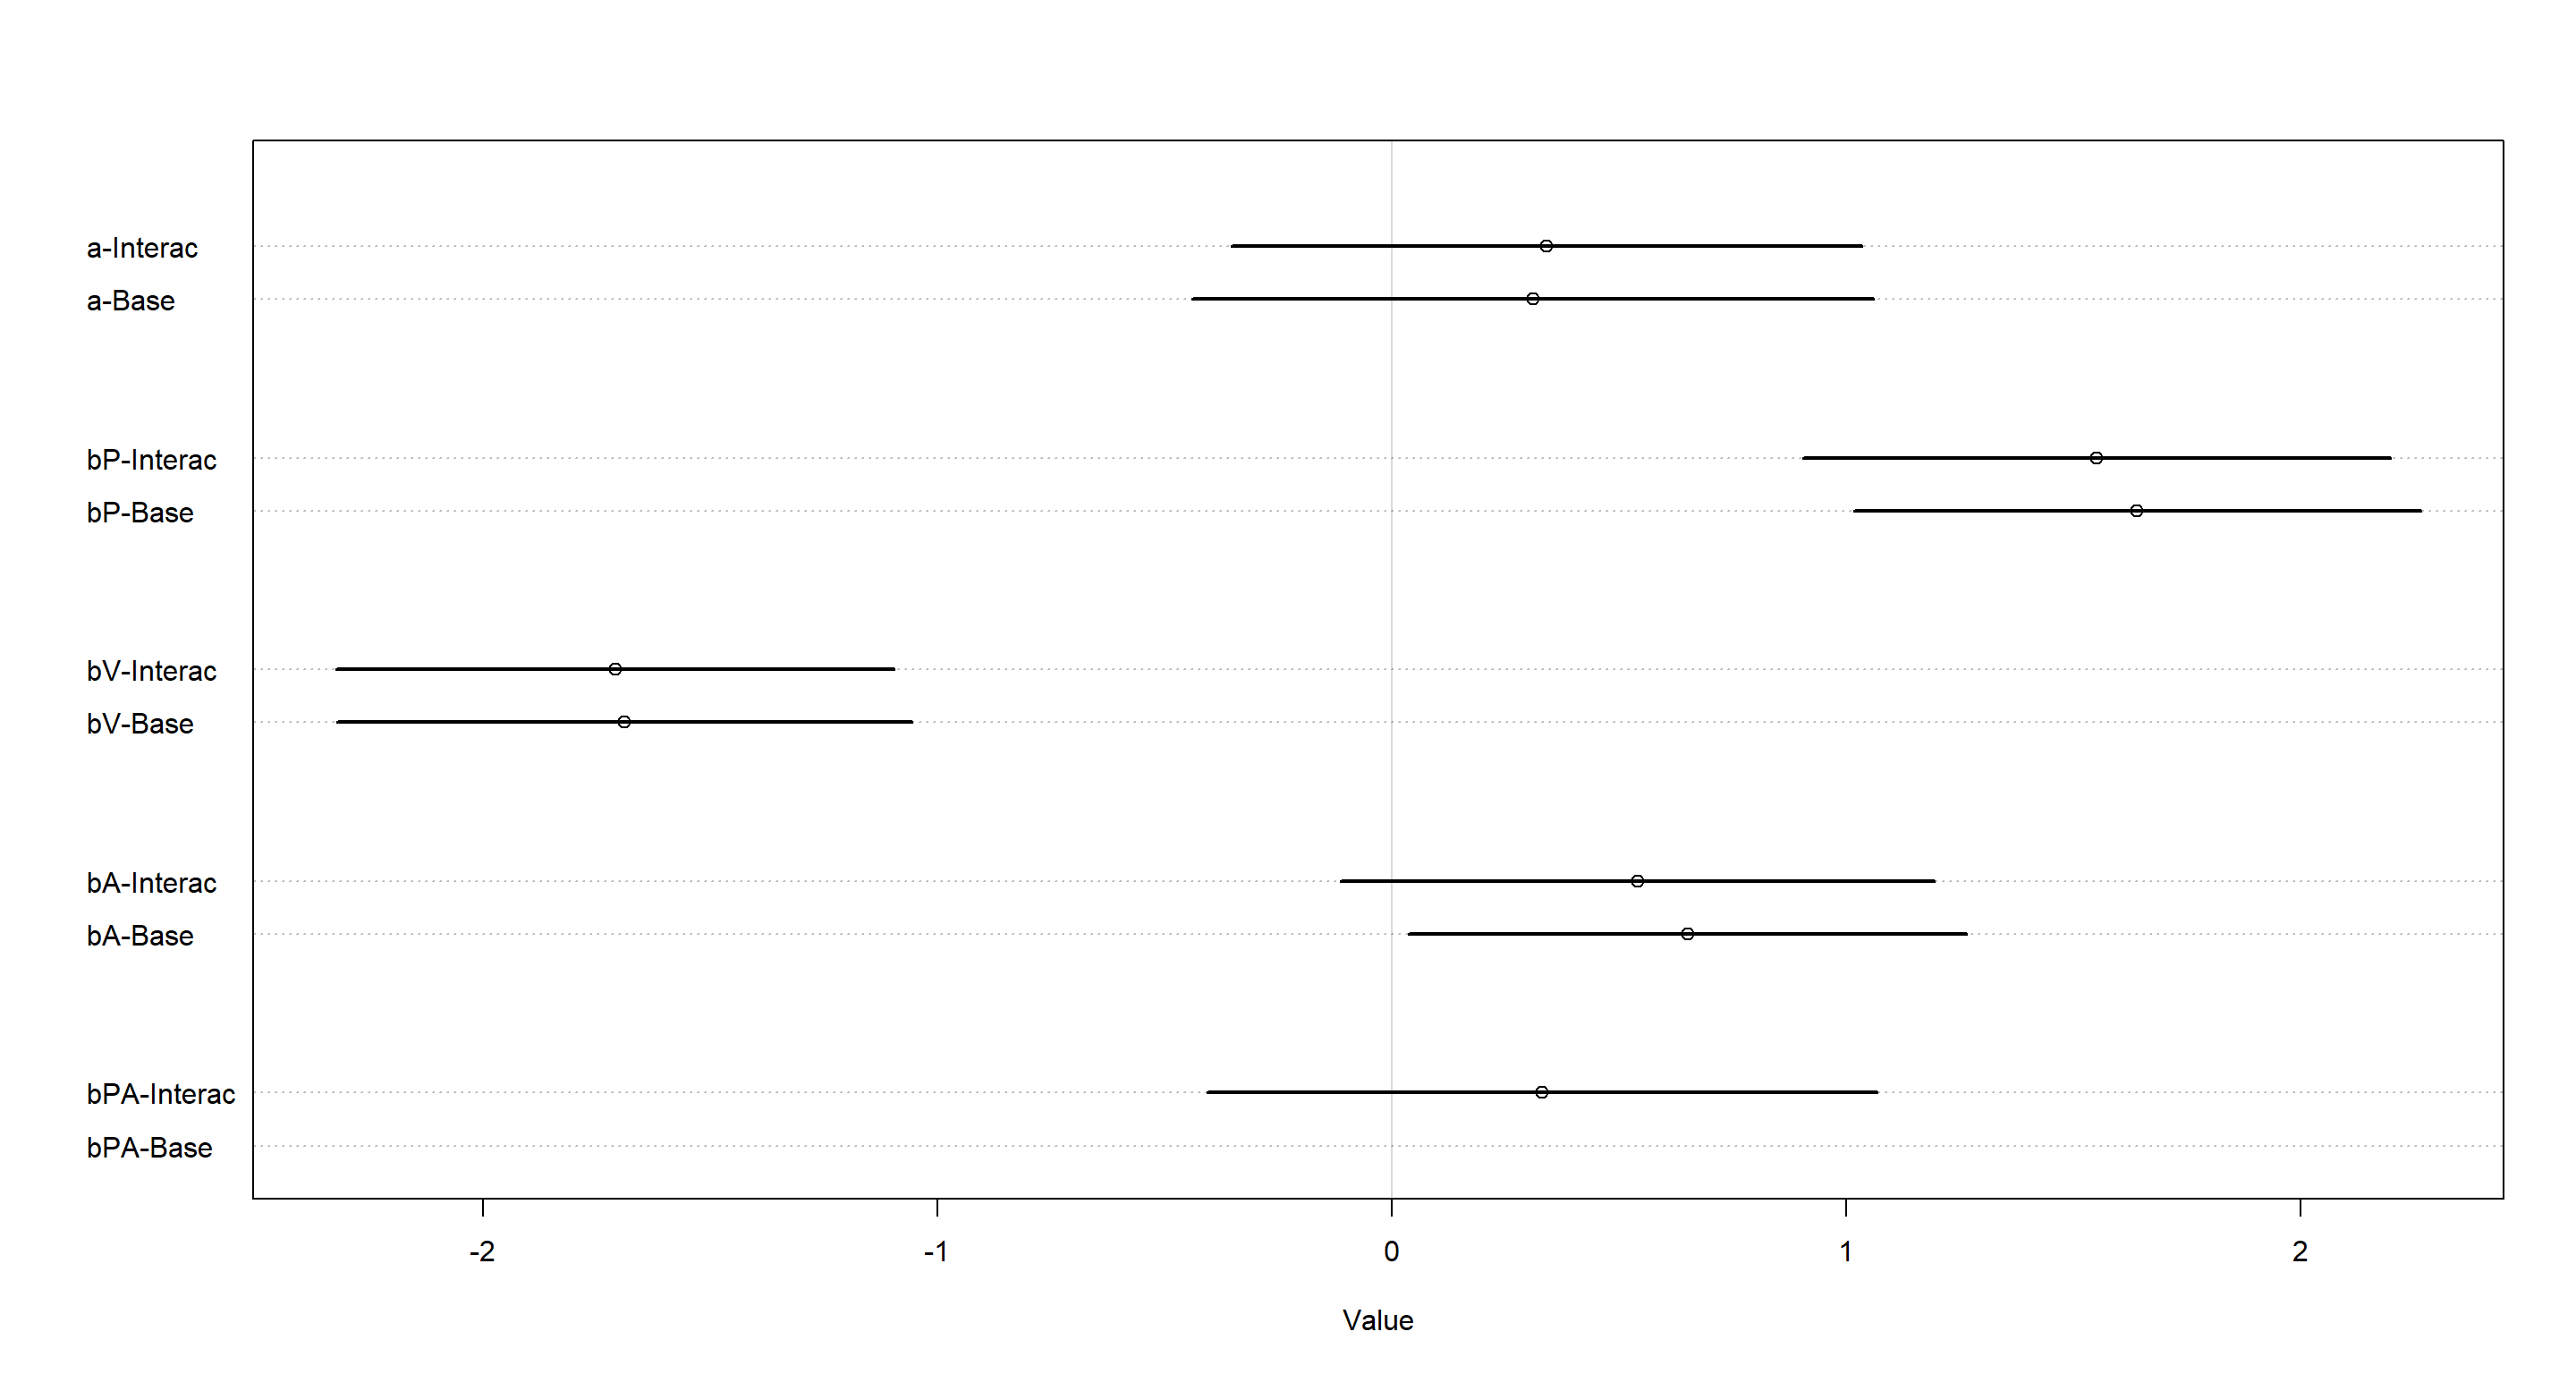 a-Interac
a-Base
bP-Interac
bP-Base
bV-Interac
bV-Base
bA-Interac
bA-Base
bPA-Interac
bPA-Base
-2 -1 0 1 2
Value